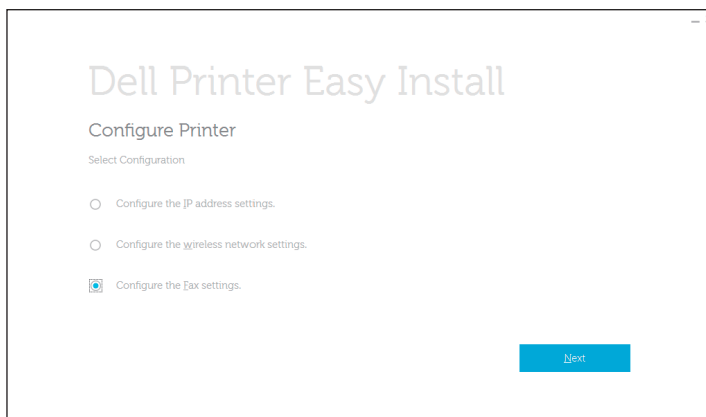 Dell Printer Easy Install
Configure Printer
Select Configuration
Configure the IP address settings.
Configure the wireless network settings.
Configure the Fax settings.
Next